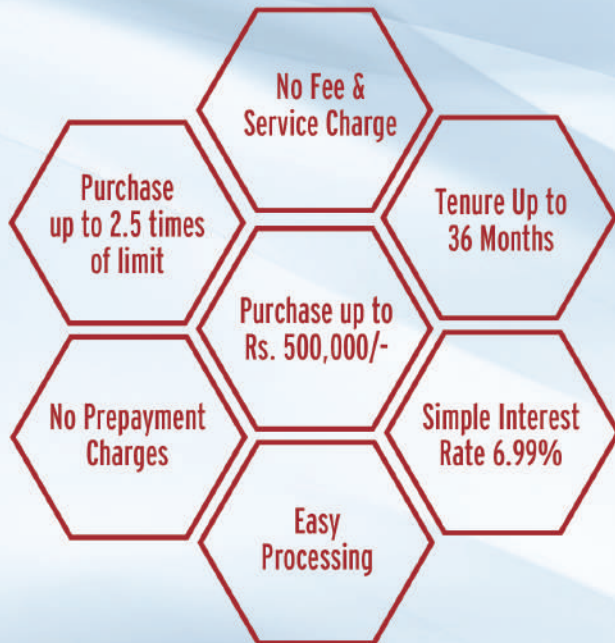 No Fee &
Service Charge
Purchase
up to 2.5 times
of limit
Tenure Up to
36 Months
Purchase up to
Rs. 500,000/-
No Prepayment
Charges
Simple Interest
Rate 6.99%
Easy
Processing